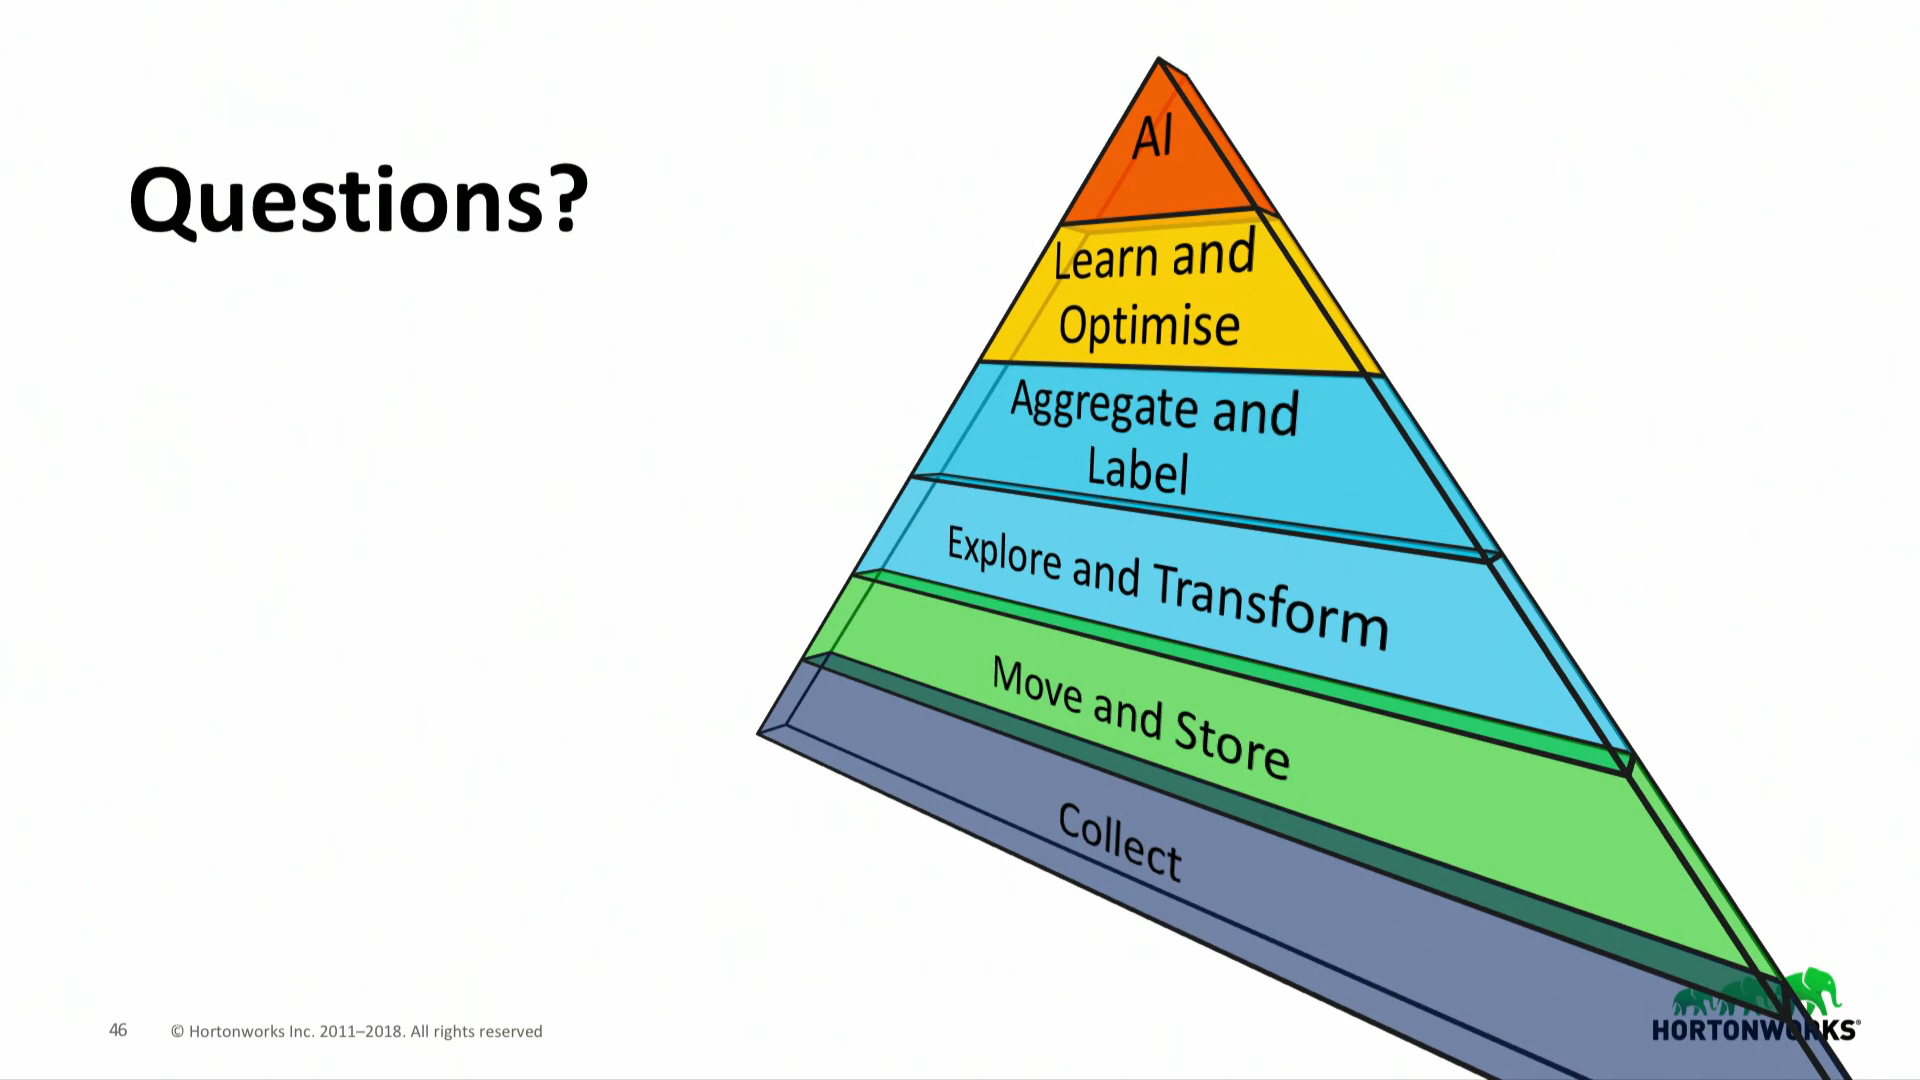 Questions?
AI
Learn and
Optimise
Aggregate and
Label
Explore and Transform
Move and Store
Collect
46
© Hortonworks Inc. 2011–2018. All rights reserved
HORTONWORKS®